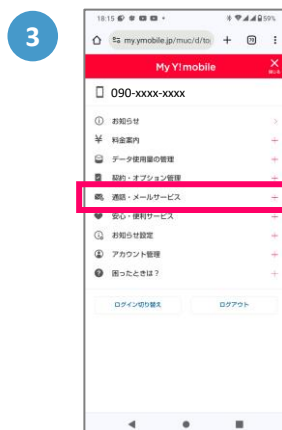 3
18:15
59%
my.ymobile.jp/muc/d/to
My Y!mobile
090-xxxx-xxxx
お知らせ
料金案内
データ使用量の管理
契約・オプション管理
通話・メールサービス
安心・便利サービス
お知らせ設定
アカウント管理
困ったときは？
ログイン切り替え ログアウト